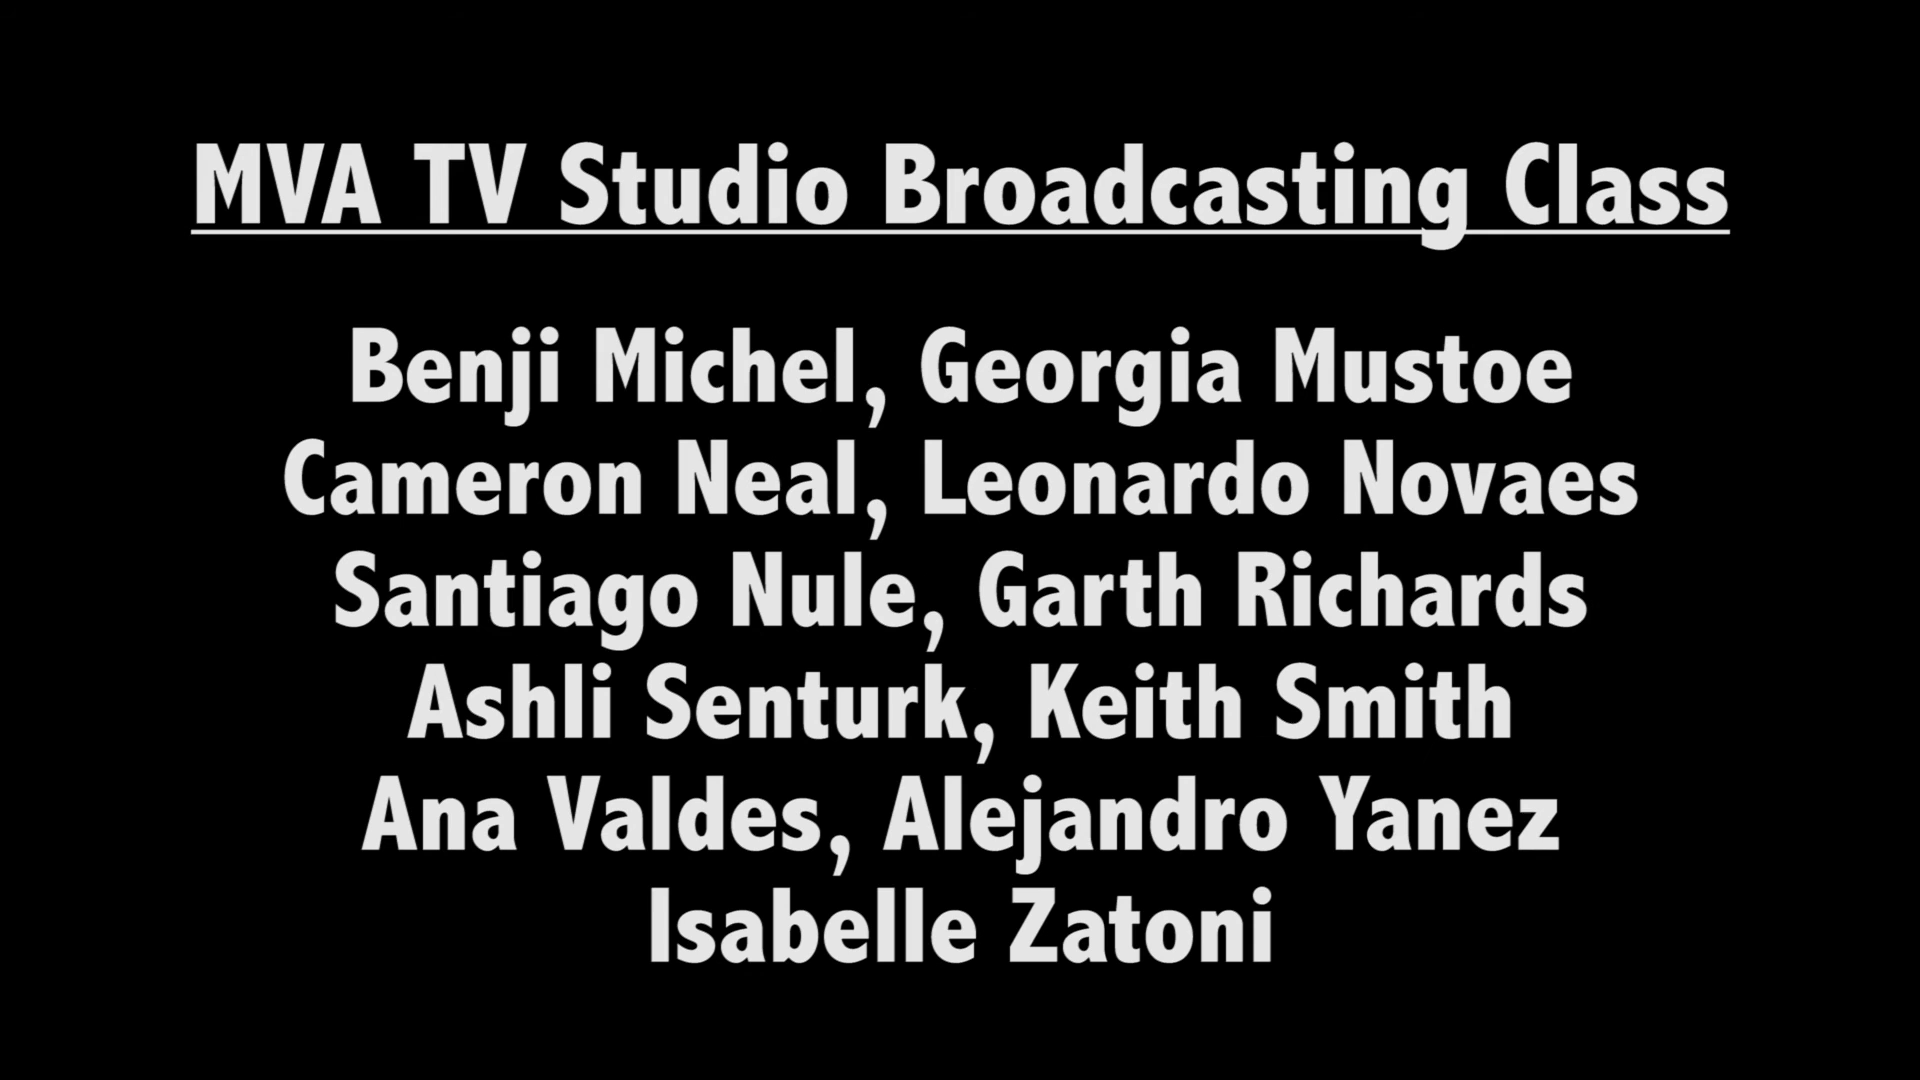 MVA TV Studio Broadcasting Class
Benji Michel, Georgia Mustoe
Cameron Neal, Leonardo Novaes
Santiago Nule, Garth Richards
Ashli Senturk, Keith Smith
Ana Valdes, Alejandro Yanez
Isabelle Zatoni